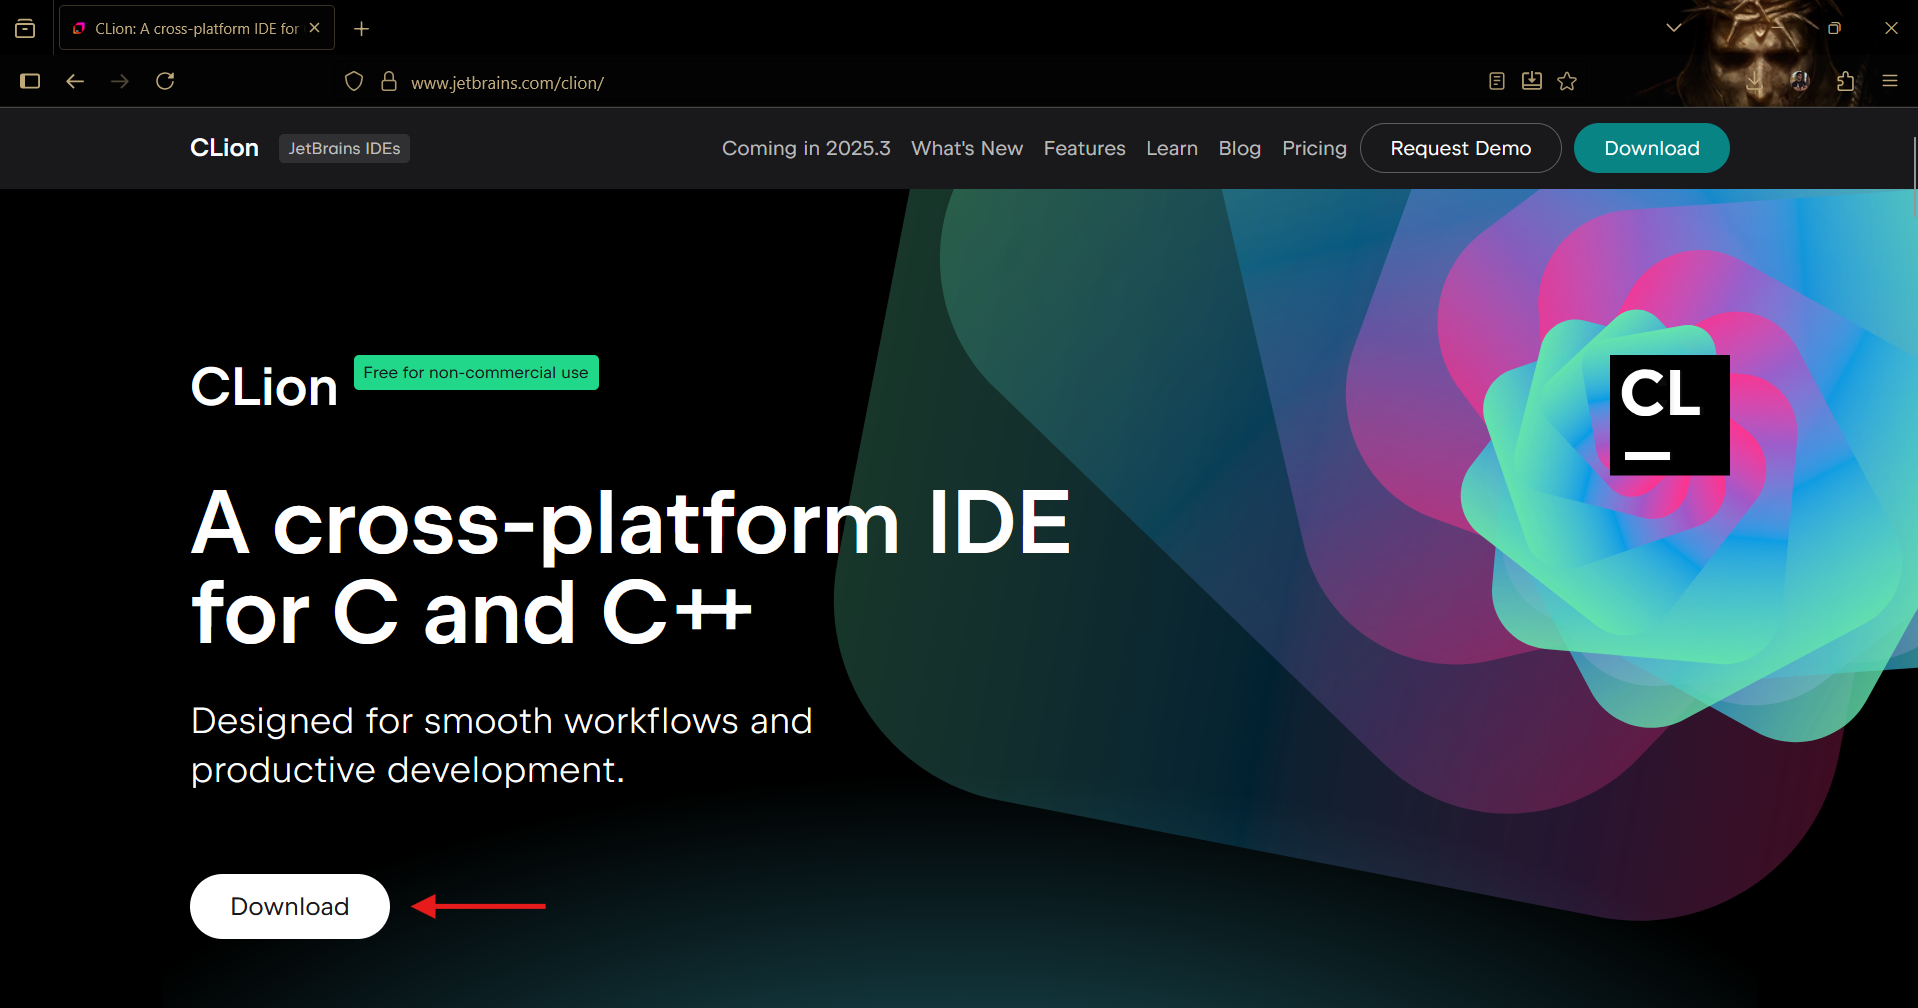 CLion: A cross-platform IDE for
www.jetbrains.com/clion/
CLion
JetBrains IDEs
Coming in 2025.3
What's New
Features
Learn
Blog
Pricing
Request Demo
Download
CLion
Free for non-commercial use
CL
A cross-platform IDE
for C and C++
Designed for smooth workflows and
productive development.
Download